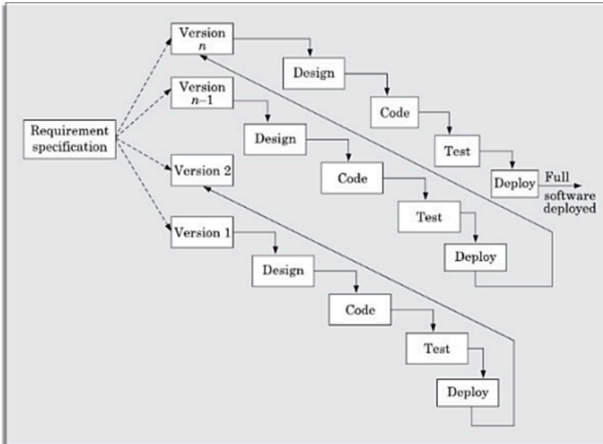 Version
n
Design
Version
n–1
Code
Design
Test
Requirement
specification
Code
Deploy
Full
software
deployed
Version 2
Test
Version 1
Deploy
Design
Code
Test
Deploy